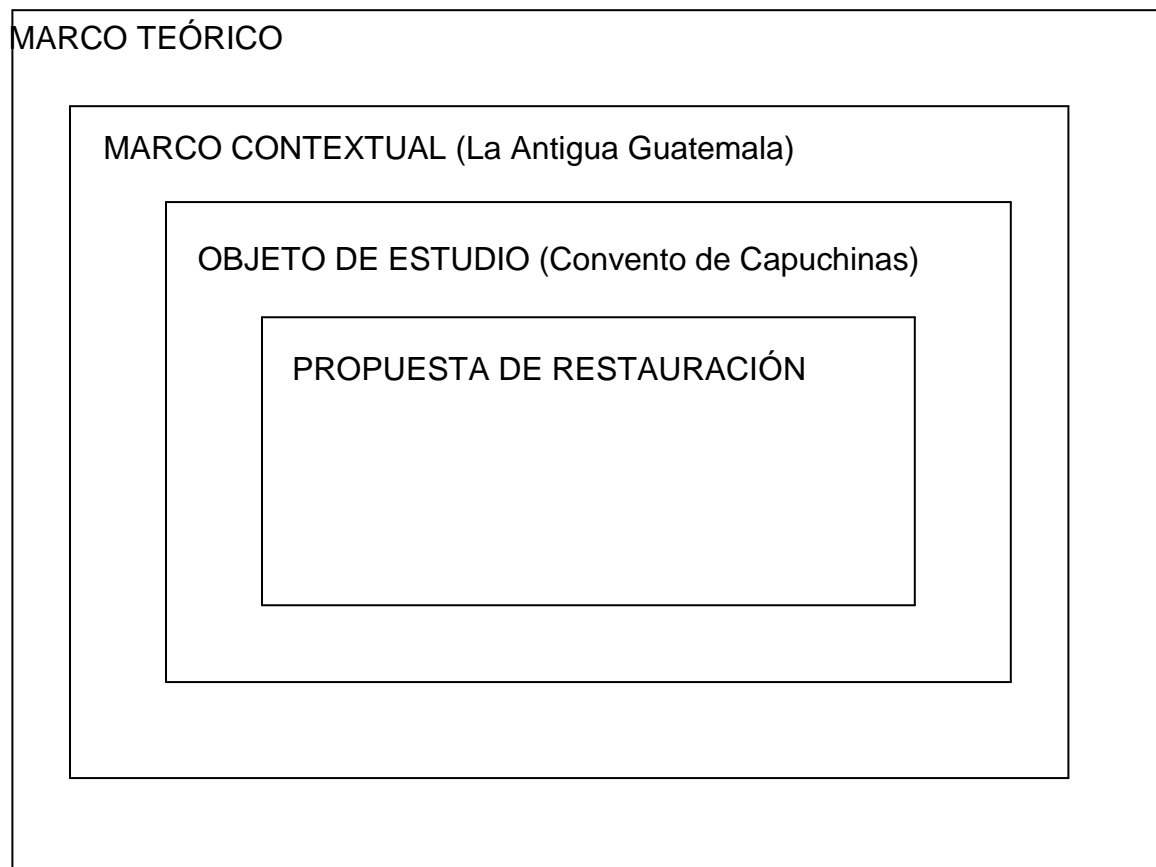 MARCO TEÓRICO
MARCO CONTEXTUAL (La Antigua Guatemala)
OBJETO DE ESTUDIO (Convento de Capuchinas)
PROPUESTA DE RESTAURACIÓN